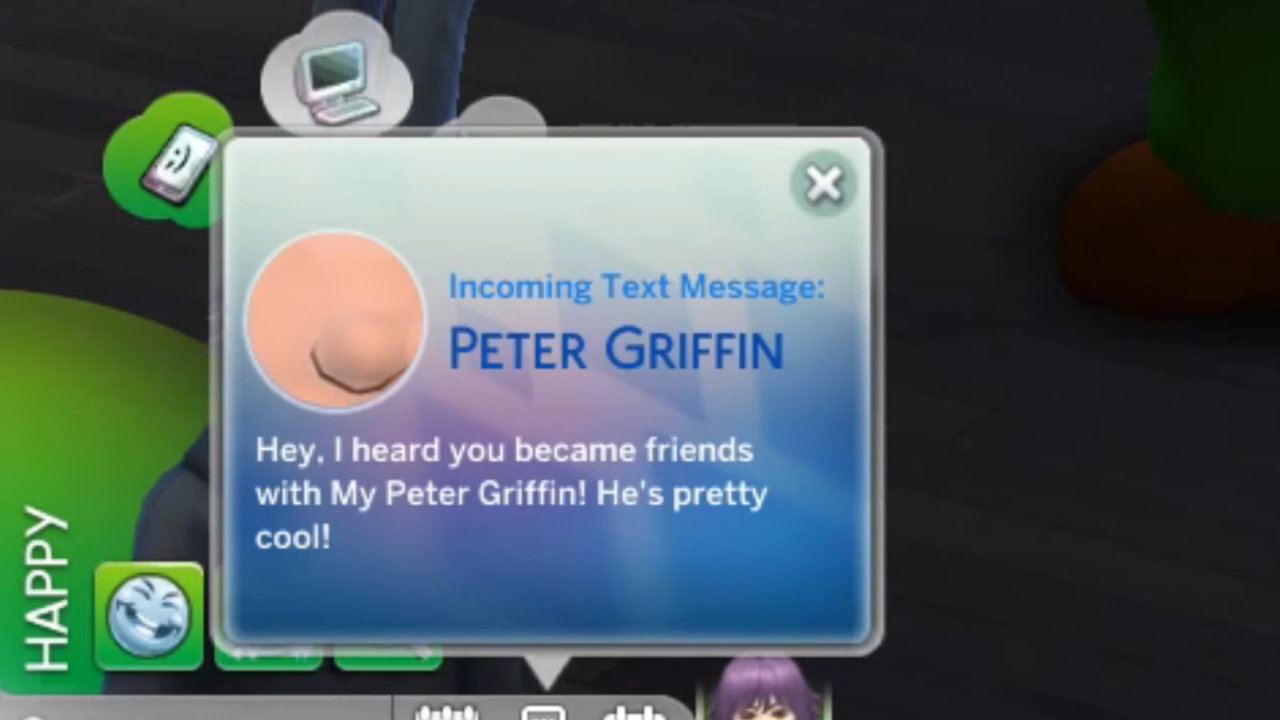 Incoming Text Message:
PETER GRIFFIN
Hey, I heard you became friends
with My Peter Griffin! He's pretty
cool!
HAPPY